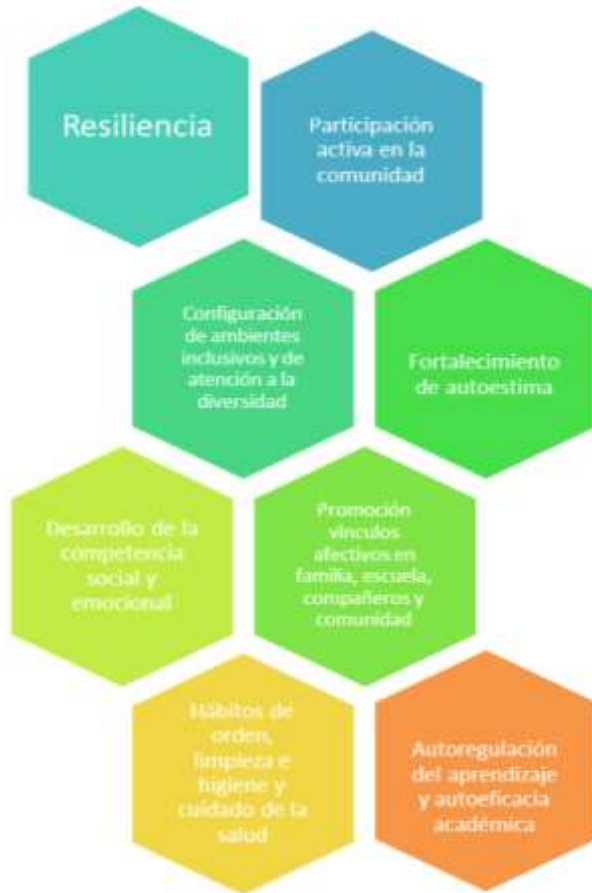 Resiliencia
Participación
activa en la
comunidad
Configuración
de ambientes
inclusivos y de
atención a la
diversidad
Fortalecimiento
de autoestima
Desarrollo de la
competencia
social y
emocional
Promoción
vínculos
afectivos en
familia, escuela,
compañeros y
comunidad
Hábitos de
orden,
limpieza e
higiene y
cuidado de la
salud
Autoregulación
del aprendizaje
y autoeficacia
académica